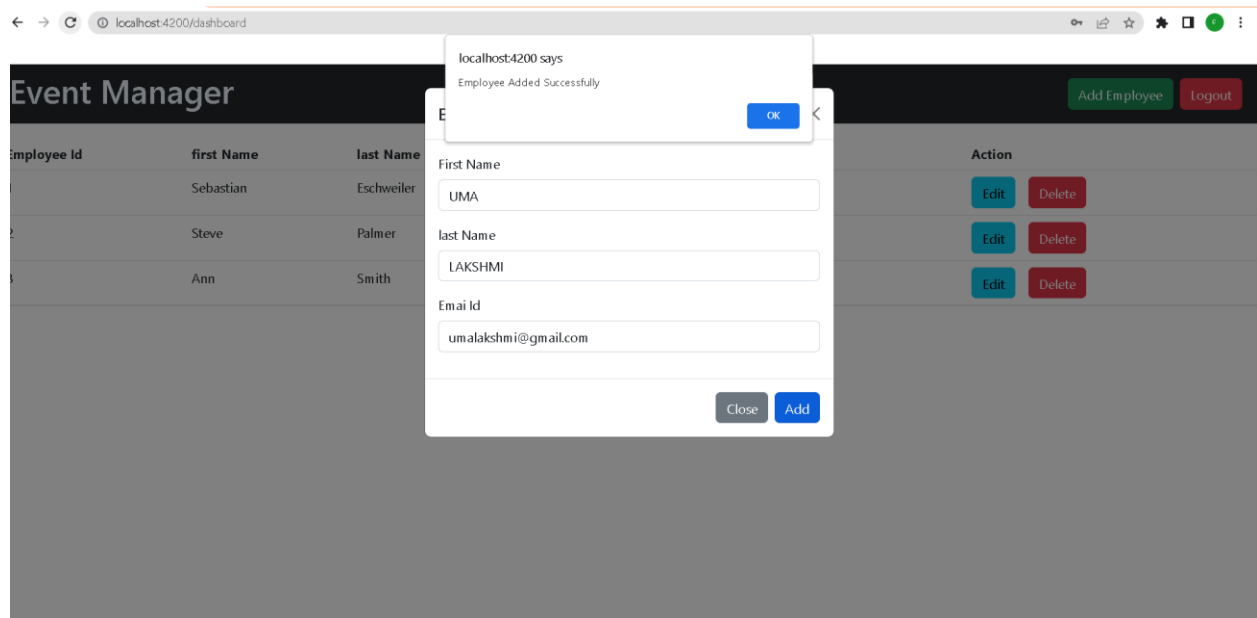 localhost:4200/dashboard
localhost:4200 says
Employee Added Successfully
OK
Event Manager
Add Employee Logout
Employee Id first Name last Name Action
Sebastian Eschweiler Edit Delete
2 Steve Palmer Edit Delete
3 Ann Smith Edit Delete
First Name
UMA
last Name
LAKSHMI
Emai Id
umalakshmi@gmail.com
Close Add